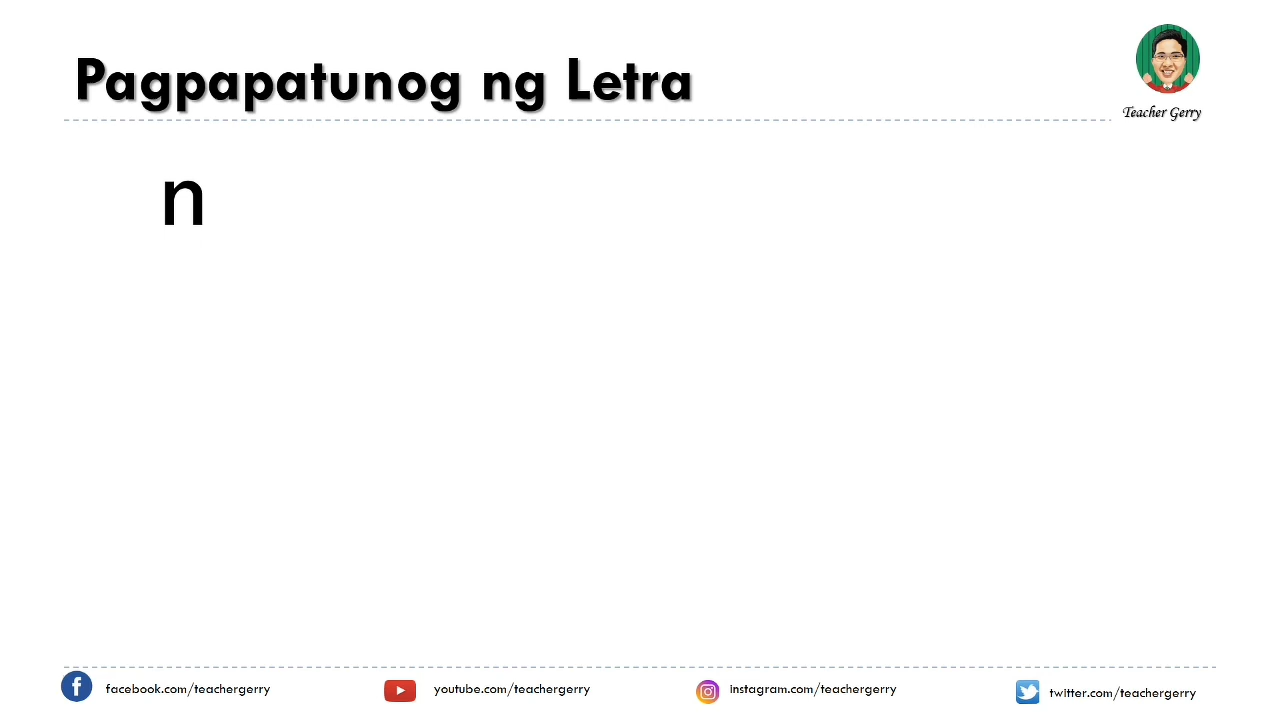 Pagpapatunog ng Letra
Teacher Gerry
n
facebook.com/teachergerry
youtube.com/teachergerry
instagram.com/teachergerry
twitter.com/teachergerry